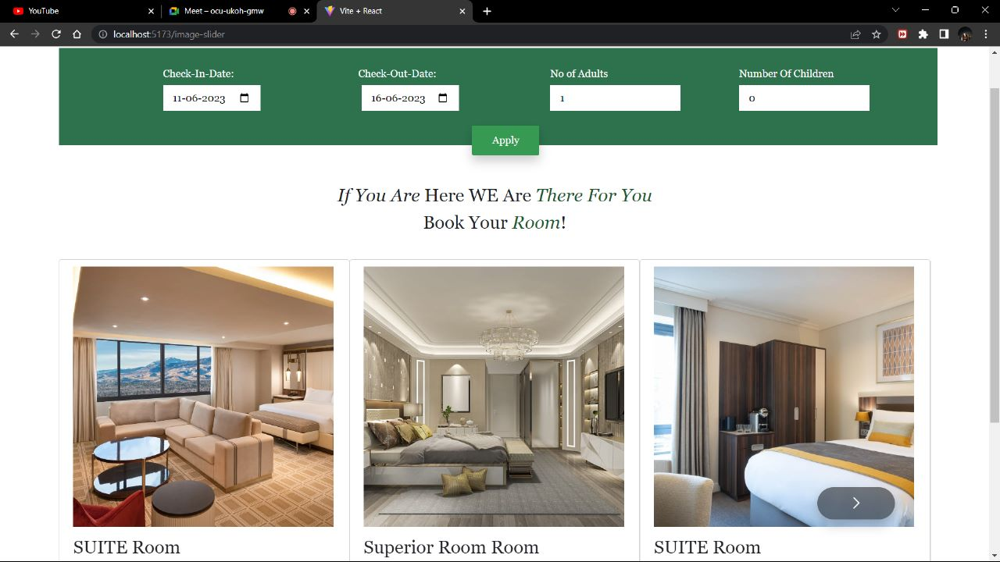 YouTube
Meet – ocu-ukoh-gmw
Vite + React
localhost:5173/image-slider
Check-In-Date:
Check-Out-Date:
No of Adults
Number Of Children
11-06-2023
16-06-2023
1
0
Apply
If You Are Here WE Are There For You
Book Your Room!
SUITE Room
Superior Room Room
SUITE Room